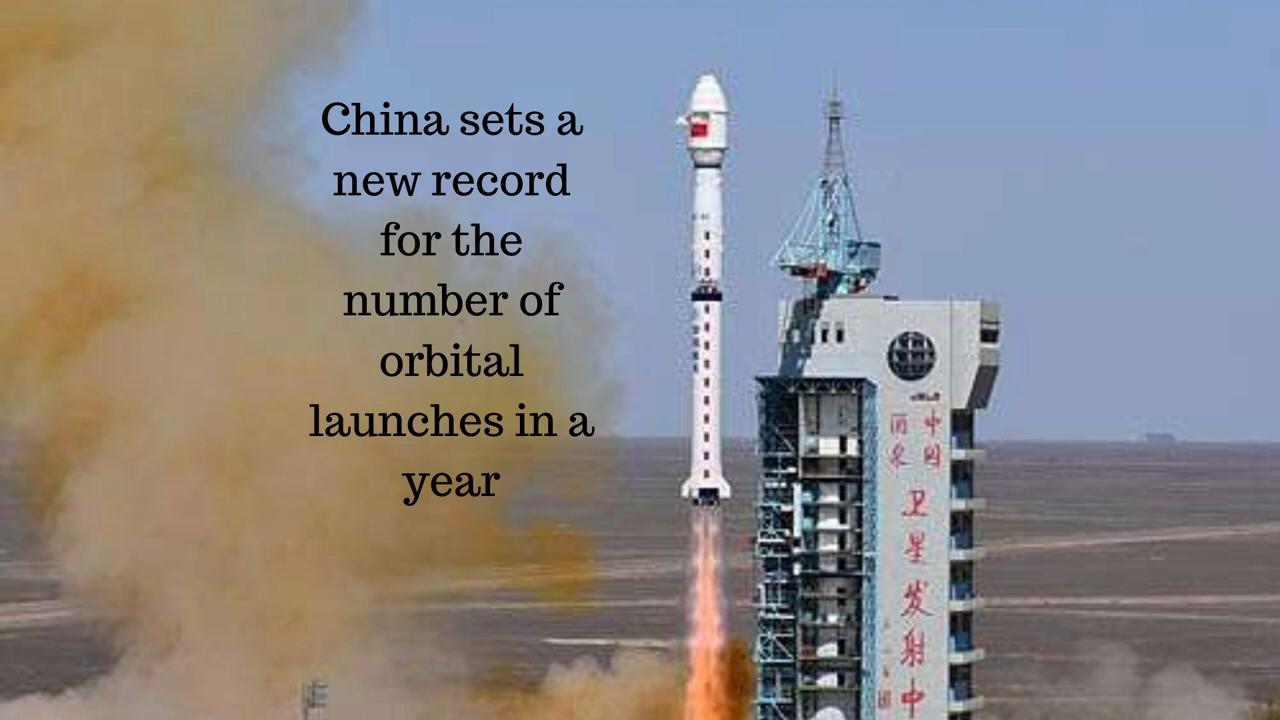 China sets a
new record
for the
number of
orbital
launches in a
year
中国
酒泉
卫星发射中